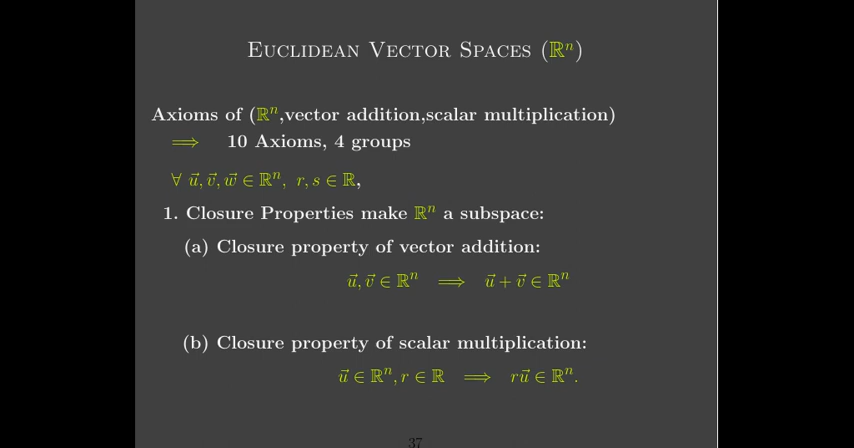 EUCLIDEAN VECTOR SPACES (ℝⁿ)
Axioms of (ℝⁿ,vector addition,scalar multiplication)
⟹ 10 Axioms, 4 groups
∀ u⃗, v⃗, w⃗ ∈ ℝⁿ, r, s ∈ ℝ,
1. Closure Properties make ℝⁿ a subspace:
(a) Closure property of vector addition:
u⃗, v⃗ ∈ ℝⁿ ⟹ u⃗ + v⃗ ∈ ℝⁿ
(b) Closure property of scalar multiplication:
u⃗ ∈ ℝⁿ, r ∈ ℝ ⟹ ru⃗ ∈ ℝⁿ.
37